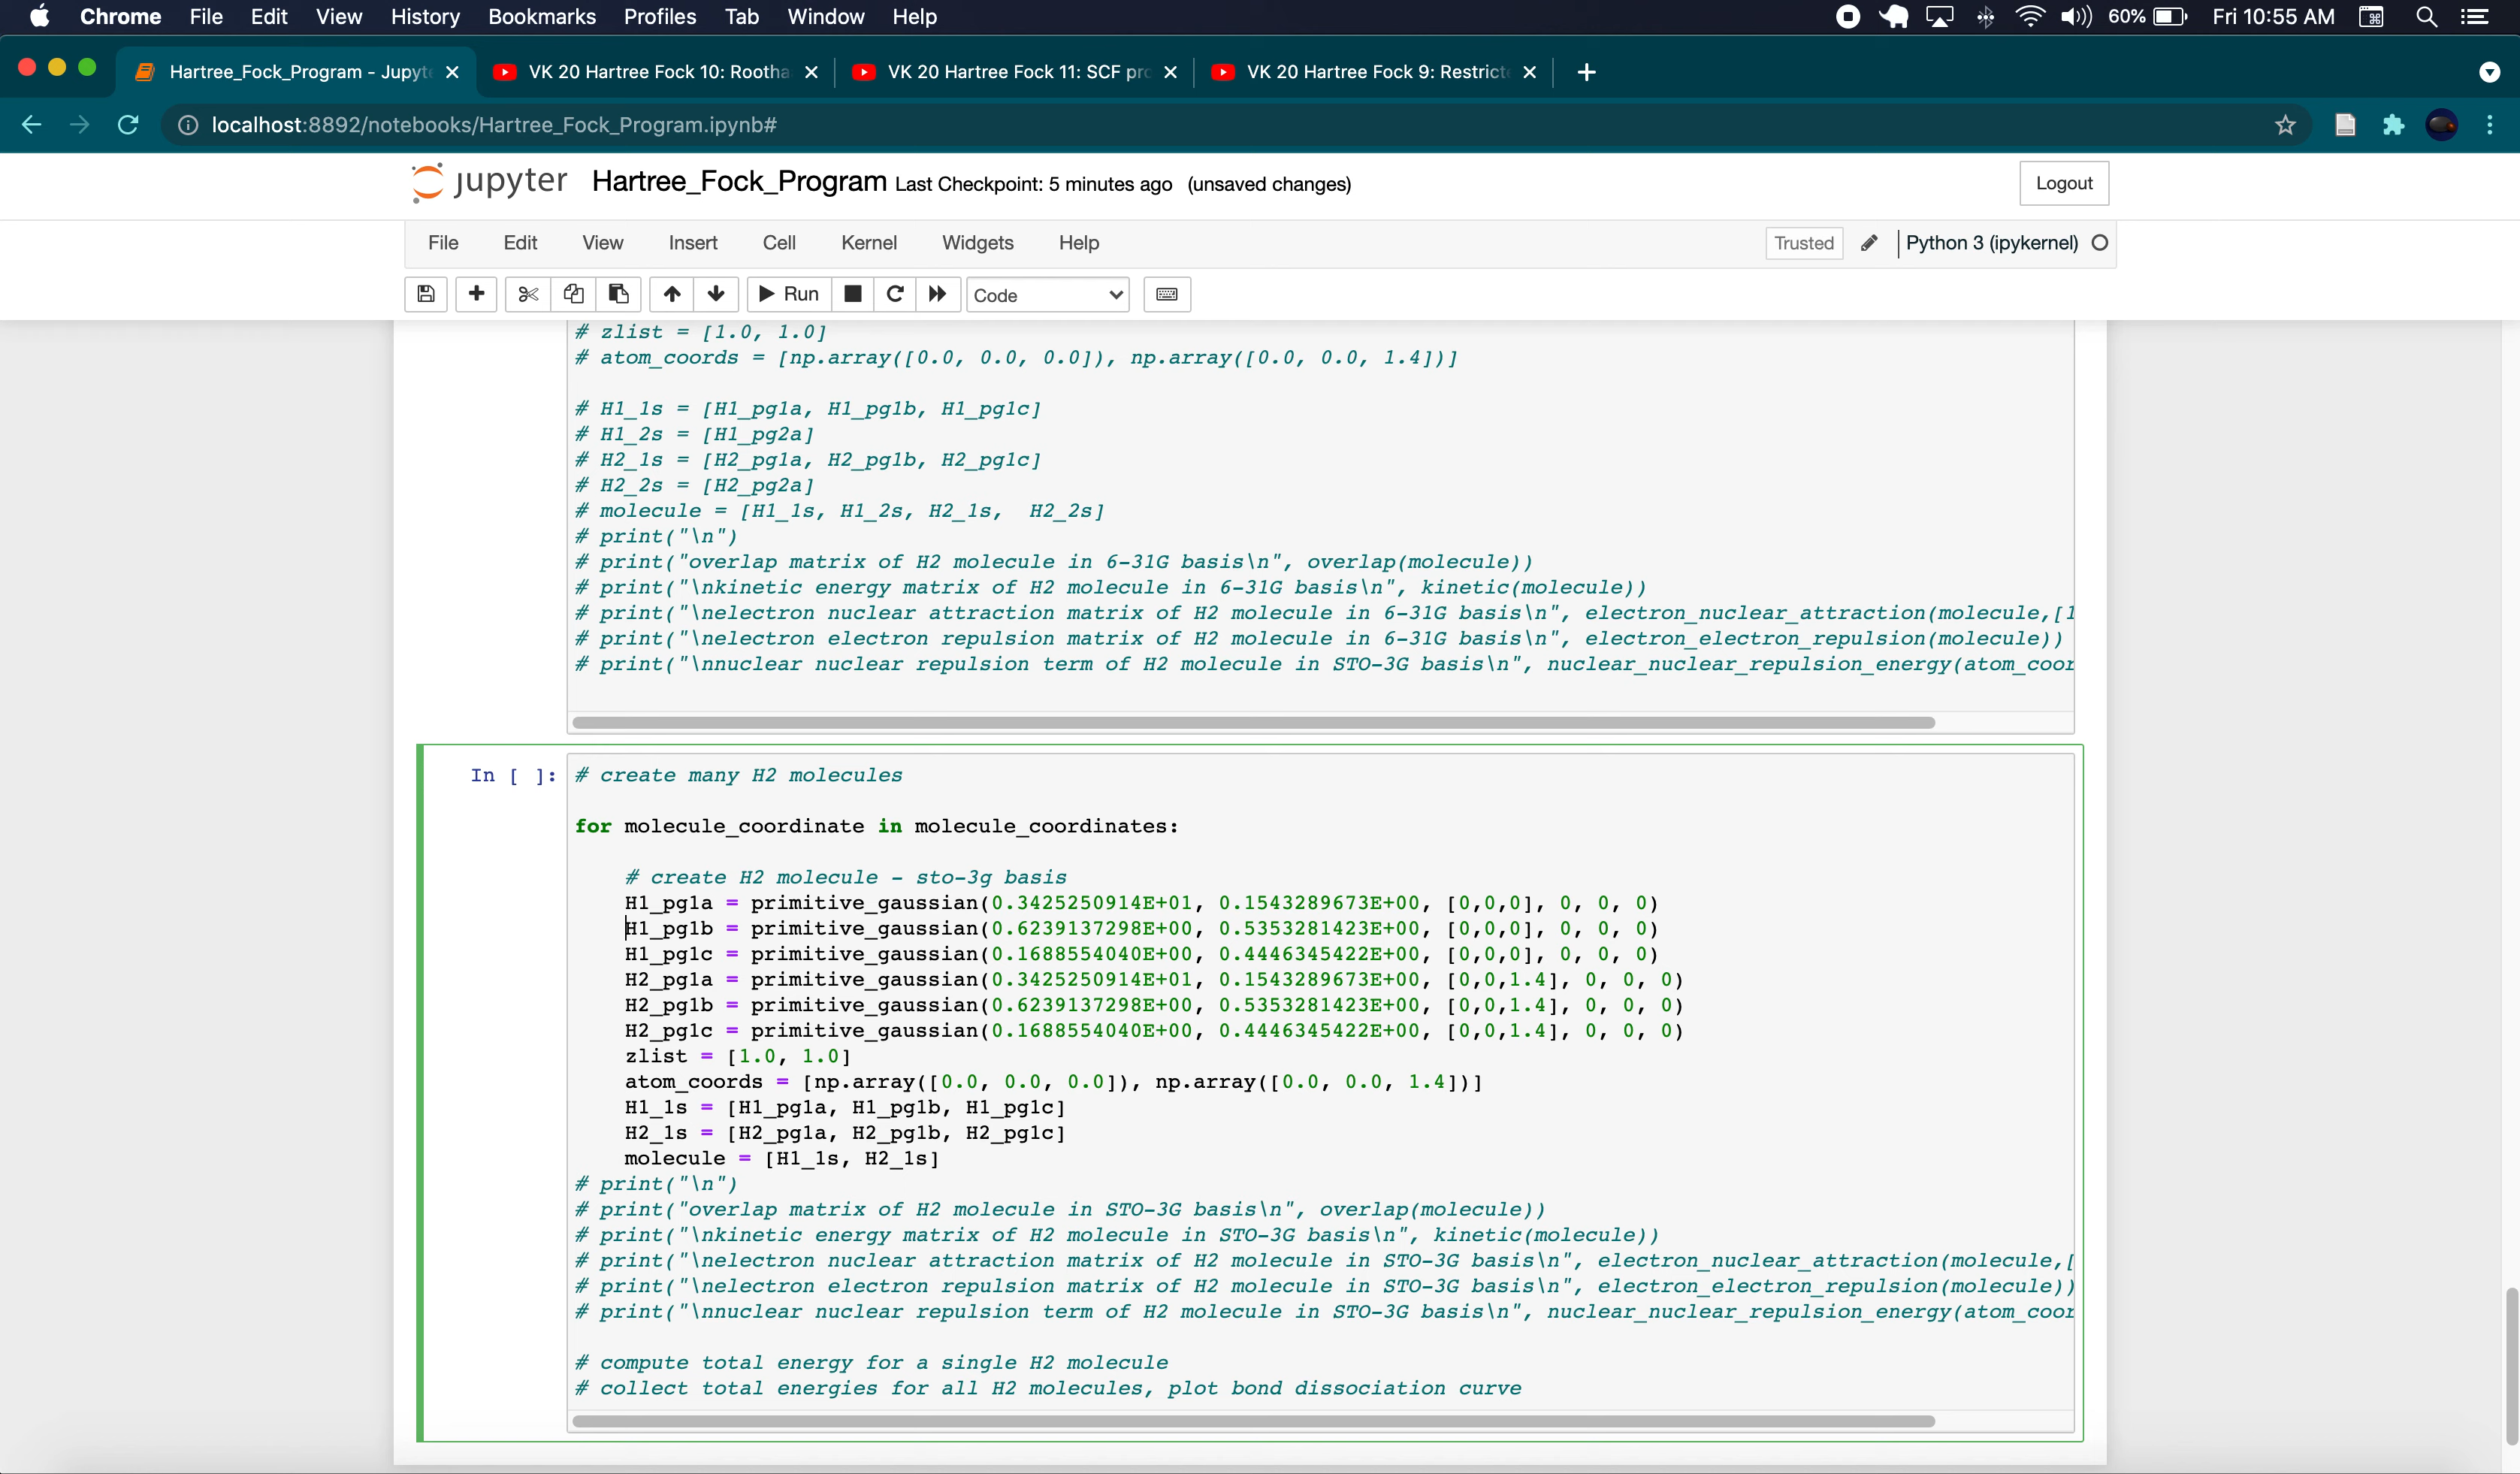 Chrome File Edit View History Bookmarks Profiles Tab Window Help 60% Fri 10:55 AM
Hartree_Fock_Program - Jupyte VK 20 Hartree Fock 10: Rootha VK 20 Hartree Fock 11: SCF pro VK 20 Hartree Fock 9: Restricte
localhost:8892/notebooks/Hartree_Fock_Program.ipynb#
jupyter Hartree_Fock_Program Last Checkpoint: 5 minutes ago (unsaved changes) Logout
File Edit View Insert Cell Kernel Widgets Help Trusted Python 3 (ipykernel)
Run Code
# zlist = [1.0, 1.0]
# atom_coords = [np.array([0.0, 0.0, 0.0]), np.array([0.0, 0.0, 1.4])]
# H1_1s = [H1_pg1a, H1_pg1b, H1_pg1c]
# H1_2s = [H1_pg2a]
# H2_1s = [H2_pg1a, H2_pg1b, H2_pg1c]
# H2_2s = [H2_pg2a]
# molecule = [H1_1s, H1_2s, H2_1s,  H2_2s]
# print("\n")
# print("overlap matrix of H2 molecule in 6-31G basis\n", overlap(molecule))
# print("\nkinetic energy matrix of H2 molecule in 6-31G basis\n", kinetic(molecule))
# print("\nelectron nuclear attraction matrix of H2 molecule in 6-31G basis\n", electron_nuclear_attraction(molecule,[1
# print("\nelectron electron repulsion matrix of H2 molecule in 6-31G basis\n", electron_electron_repulsion(molecule))
# print("\nnuclear nuclear repulsion term of H2 molecule in STO-3G basis\n", nuclear_nuclear_repulsion_energy(atom_coor
In [ ]: # create many H2 molecules
for molecule_coordinate in molecule_coordinates:
# create H2 molecule - sto-3g basis
H1_pg1a = primitive_gaussian(0.3425250914E+01, 0.1543289673E+00, [0,0,0], 0, 0, 0)
H1_pg1b = primitive_gaussian(0.6239137298E+00, 0.5353281423E+00, [0,0,0], 0, 0, 0)
H1_pg1c = primitive_gaussian(0.1688554040E+00, 0.4446345422E+00, [0,0,0], 0, 0, 0)
H2_pg1a = primitive_gaussian(0.3425250914E+01, 0.1543289673E+00, [0,0,1.4], 0, 0, 0)
H2_pg1b = primitive_gaussian(0.6239137298E+00, 0.5353281423E+00, [0,0,1.4], 0, 0, 0)
H2_pg1c = primitive_gaussian(0.1688554040E+00, 0.4446345422E+00, [0,0,1.4], 0, 0, 0)
zlist = [1.0, 1.0]
atom_coords = [np.array([0.0, 0.0, 0.0]), np.array([0.0, 0.0, 1.4])]
H1_1s = [H1_pg1a, H1_pg1b, H1_pg1c]
H2_1s = [H2_pg1a, H2_pg1b, H2_pg1c]
molecule = [H1_1s, H2_1s]
# print("\n")
# print("overlap matrix of H2 molecule in STO-3G basis\n", overlap(molecule))
# print("\nkinetic energy matrix of H2 molecule in STO-3G basis\n", kinetic(molecule))
# print("\nelectron nuclear attraction matrix of H2 molecule in STO-3G basis\n", electron_nuclear_attraction(molecule,[
# print("\nelectron electron repulsion matrix of H2 molecule in STO-3G basis\n", electron_electron_repulsion(molecule))
# print("\nnuclear nuclear repulsion term of H2 molecule in STO-3G basis\n", nuclear_nuclear_repulsion_energy(atom_coor
# compute total energy for a single H2 molecule
# collect total energies for all H2 molecules, plot bond dissociation curve